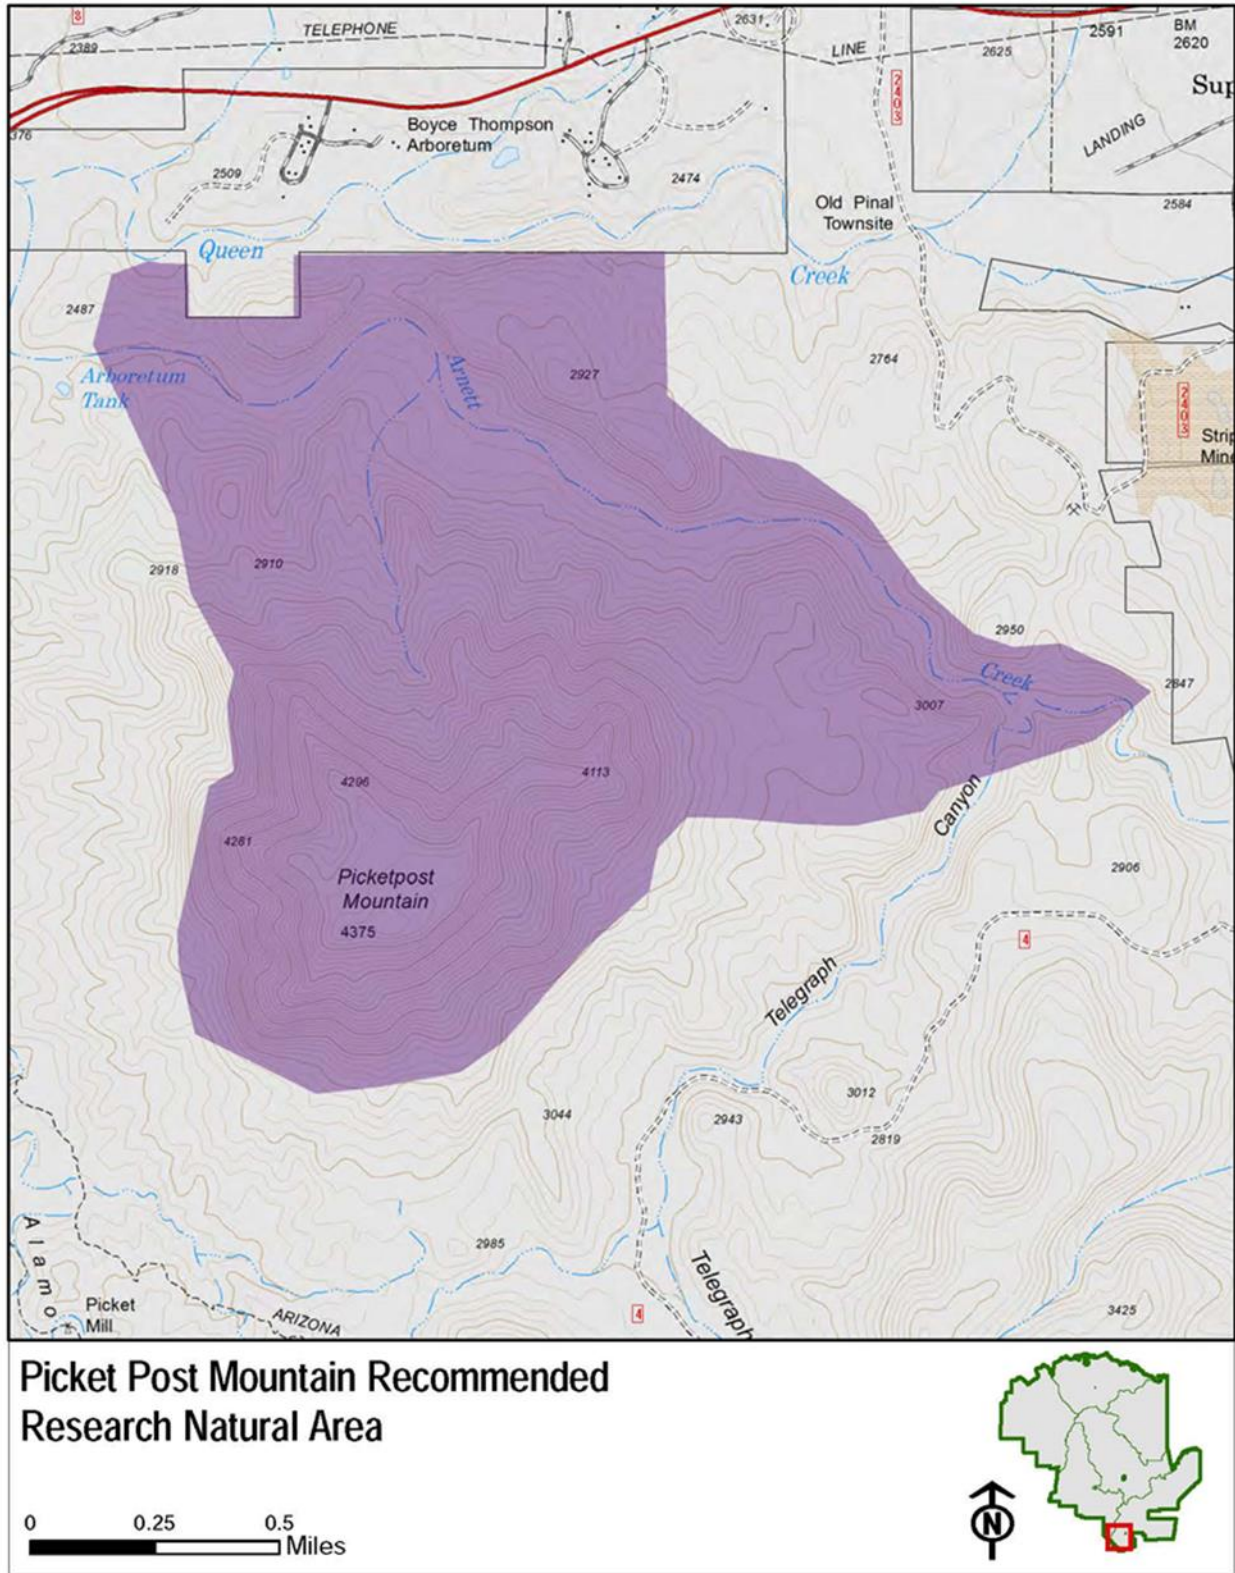 8
2389
TELEPHONE
2631
LINE
2625
2591
BM
2620
2403
LANDING
376
Boyce Thompson
Arboretum
2509
2474
Old Pinal
Townsite
2584
Queen
Creek
2487
2764
Arboretum
Tank
Arnett
2927
2403
2918
2910
2950
Creek
2847
3007
4296
4113
4281
Canyon
Picketpost
Mountain
4375
2906
4
Telegraph
3044
2943
3012
2819
2985
Alamo
Telegraph
Picket
Mill
ARIZONA
4
3425
Picket Post Mountain Recommended
Research Natural Area
0 0.25 0.5
Miles
N